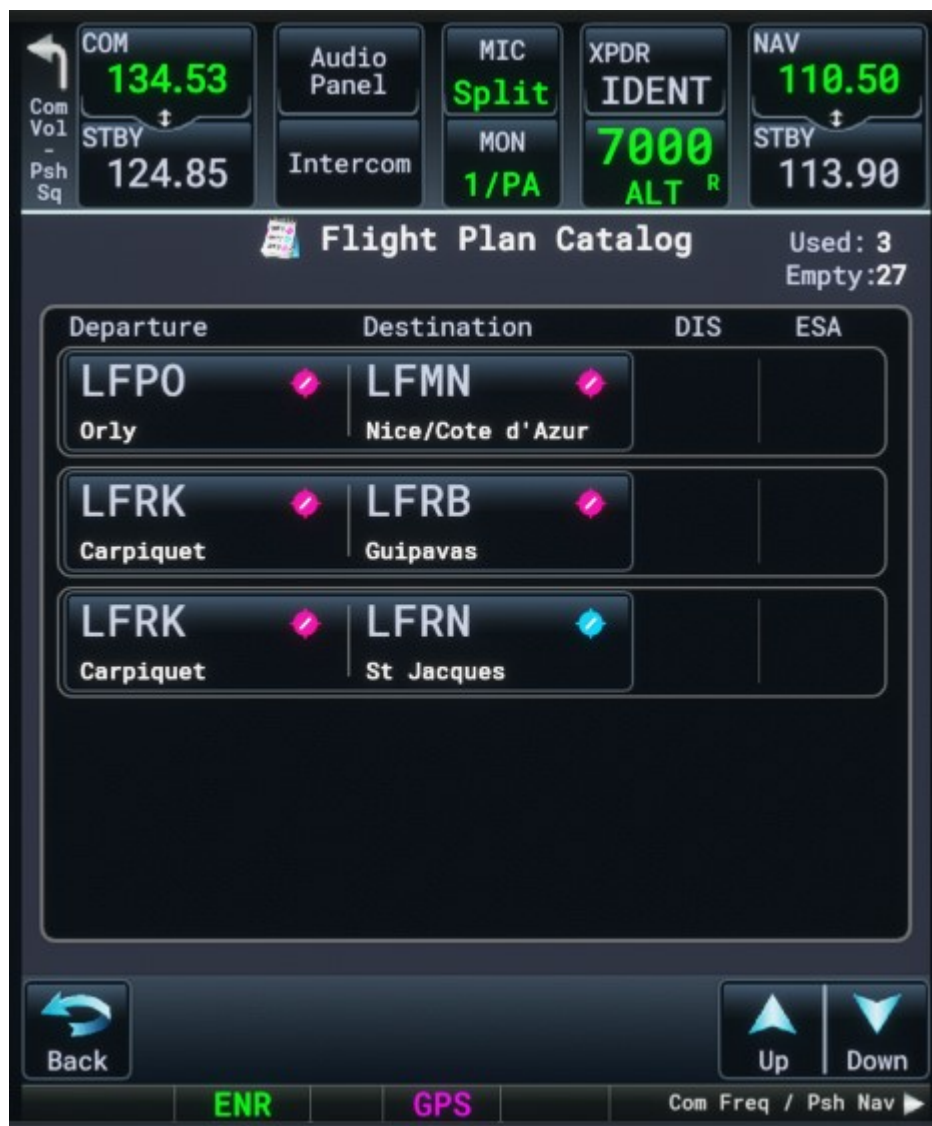 COM
134.53
STBY
124.85
Com
Vol
-
Psh
Sq
Audio
Panel
Intercom
MIC
Split
MON
1/PA
XPDR
IDENT
7000
ALT R
NAV
110.50
STBY
113.90
Flight Plan Catalog
Used: 3
Empty:27
Departure Destination DIS ESA
LFPO LFMN
Orly Nice/Cote d'Azur
LFRK LFRB
Carpiquet Guipavas
LFRK LFRN
Carpiquet St Jacques
Back
Up
Down
ENR GPS Com Freq / Psh Nav